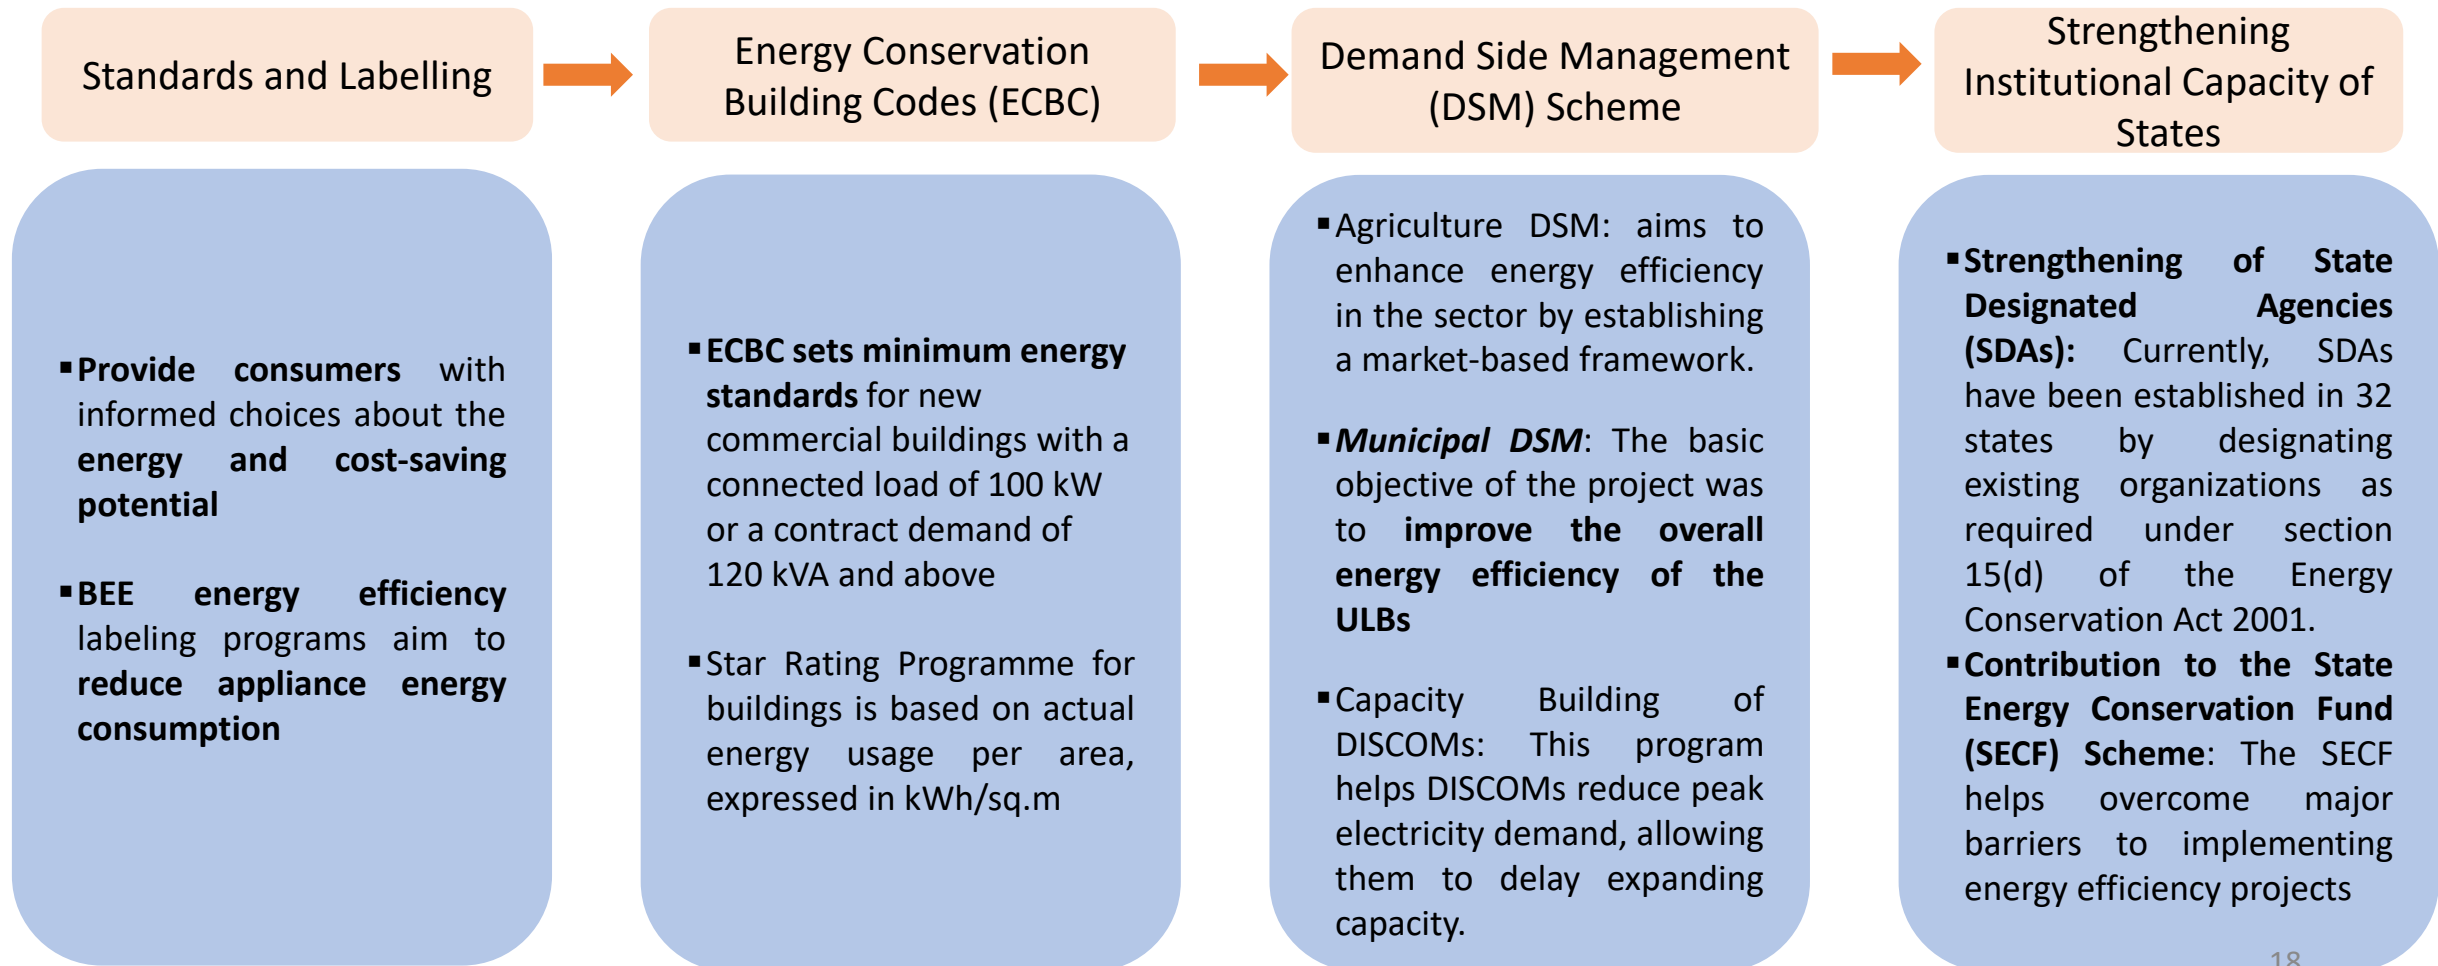 Standards and Labelling
Energy Conservation
Building Codes (ECBC)
Demand Side Management
(DSM) Scheme
Strengthening
Institutional Capacity of
States
▪Provide consumers with
informed choices about the
energy and cost-saving
potential
▪BEE energy efficiency
labeling programs aim to
reduce appliance energy
consumption
▪ECBC sets minimum energy
standards for new
commercial buildings with a
connected load of 100 kW
or a contract demand of
120 kVA and above
▪Star Rating Programme for
buildings is based on actual
energy usage per area,
expressed in kWh/sq.m
▪Agriculture DSM: aims to
enhance energy efficiency
in the sector by establishing
a market-based framework.
▪Municipal DSM: The basic
objective of the project was
to improve the overall
energy efficiency of the
ULBs
▪Capacity Building of
DISCOMs: This program
helps DISCOMs reduce peak
electricity demand, allowing
them to delay expanding
capacity.
▪Strengthening of State
Designated Agencies
(SDAs): Currently, SDAs
have been established in 32
states by designating
existing organizations as
required under section
15(d) of the Energy
Conservation Act 2001.
▪Contribution to the State
Energy Conservation Fund
(SECF) Scheme: The SECF
helps overcome major
barriers to implementing
energy efficiency projects
18